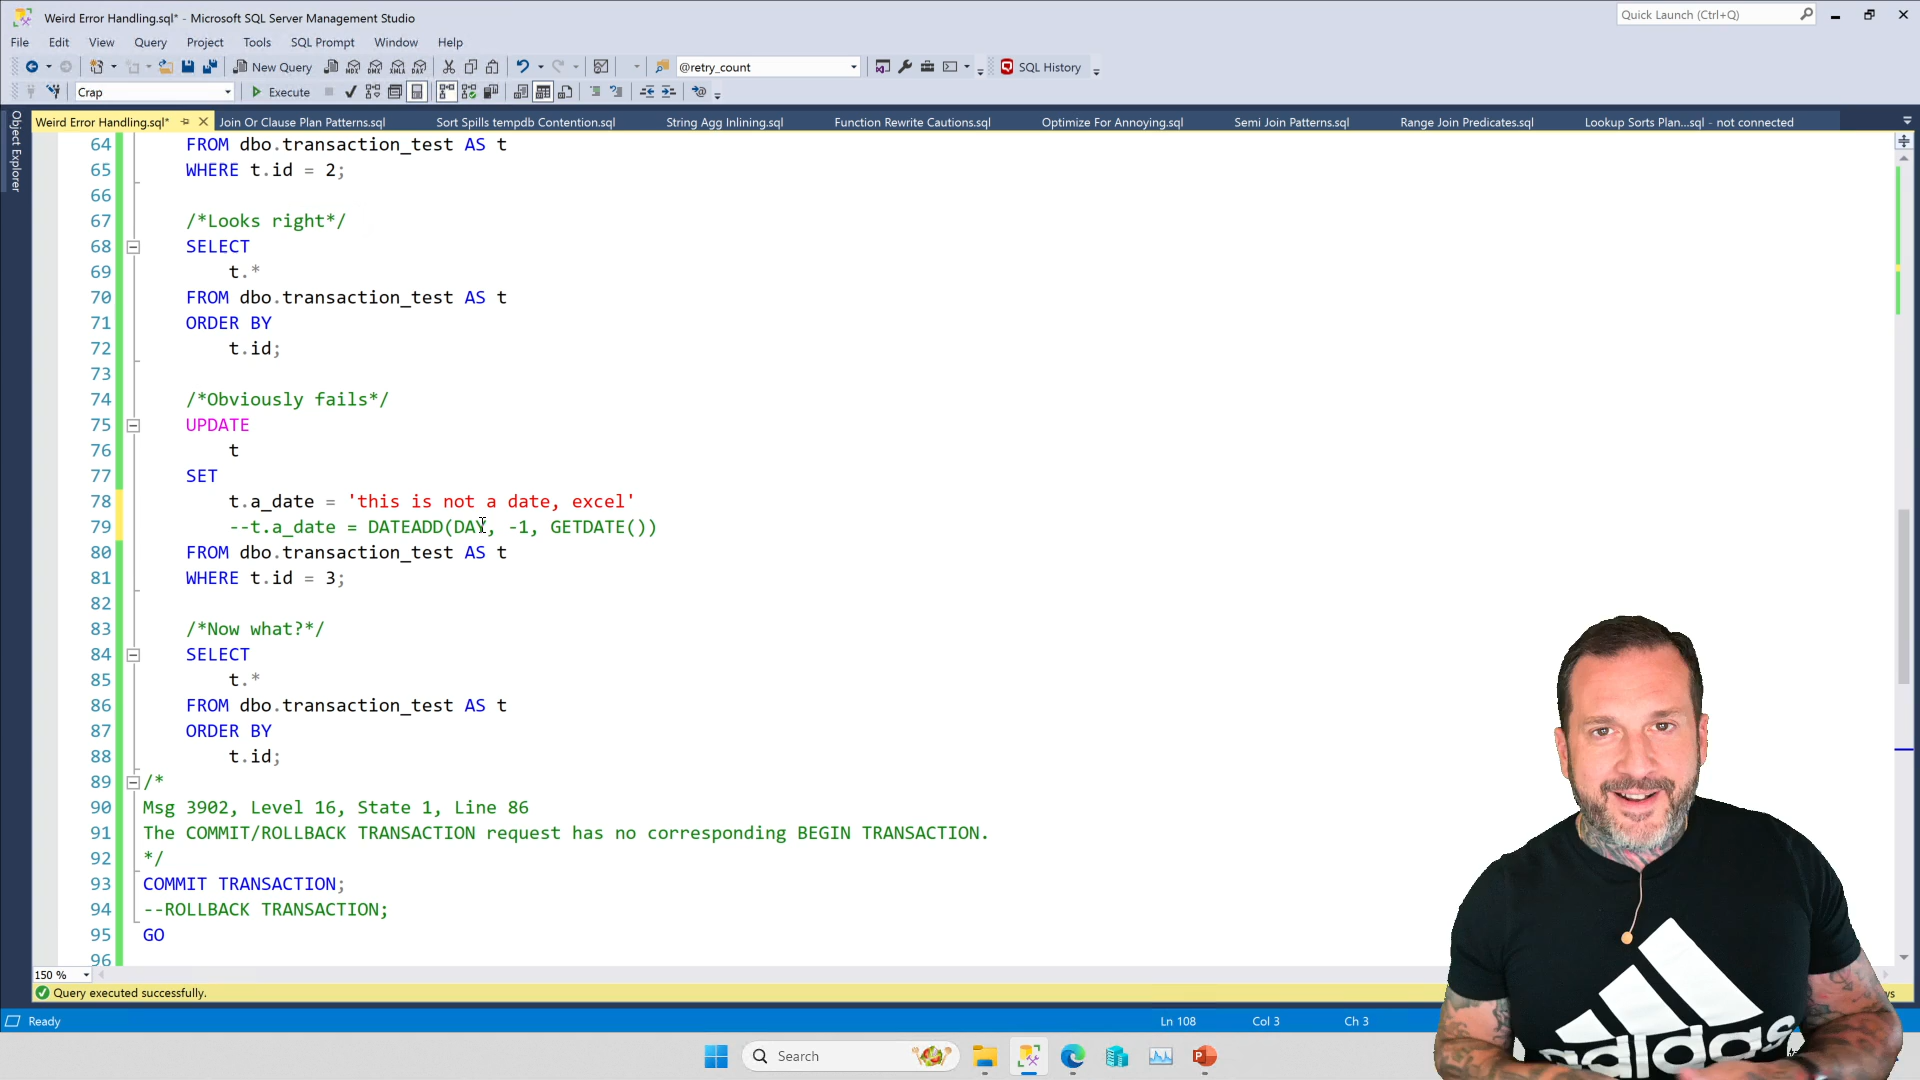 Weird Error Handling.sql* - Microsoft SQL Server Management Studio
Quick Launch (Ctrl+Q)
File Edit View Query Project Tools SQL Prompt Window Help
New Query
MDX DMX XMLA DAX
@retry_count
SQL History
Crap
Execute
Weird Error Handling.sql*
Join Or Clause Plan Patterns.sql
Sort Spills tempdb Contention.sql
String Agg Inlining.sql
Function Rewrite Cautions.sql
Optimize For Annoying.sql
Semi Join Patterns.sql
Range Join Predicates.sql
Lookup Sorts Plan...sql - not connected
Object Explorer
64 FROM dbo.transaction_test AS t
65 WHERE t.id = 2;
66
67 /*Looks right*/
68 SELECT
69 t.*
70 FROM dbo.transaction_test AS t
71 ORDER BY
72 t.id;
73
74 /*Obviously fails*/
75 UPDATE
76 t
77 SET
78 t.a_date = 'this is not a date, excel'
79 --t.a_date = DATEADD(DAY, -1, GETDATE())
80 FROM dbo.transaction_test AS t
81 WHERE t.id = 3;
82
83 /*Now what?*/
84 SELECT
85 t.*
86 FROM dbo.transaction_test AS t
87 ORDER BY
88 t.id;
89 /*
90 Msg 3902, Level 16, State 1, Line 86
91 The COMMIT/ROLLBACK TRANSACTION request has no corresponding BEGIN TRANSACTION.
92 */
93 COMMIT TRANSACTION;
94 --ROLLBACK TRANSACTION;
95 GO
96
150 %
Query executed successfully.
Ready
Ln 108
Col 3
Ch 3
Search
adidas